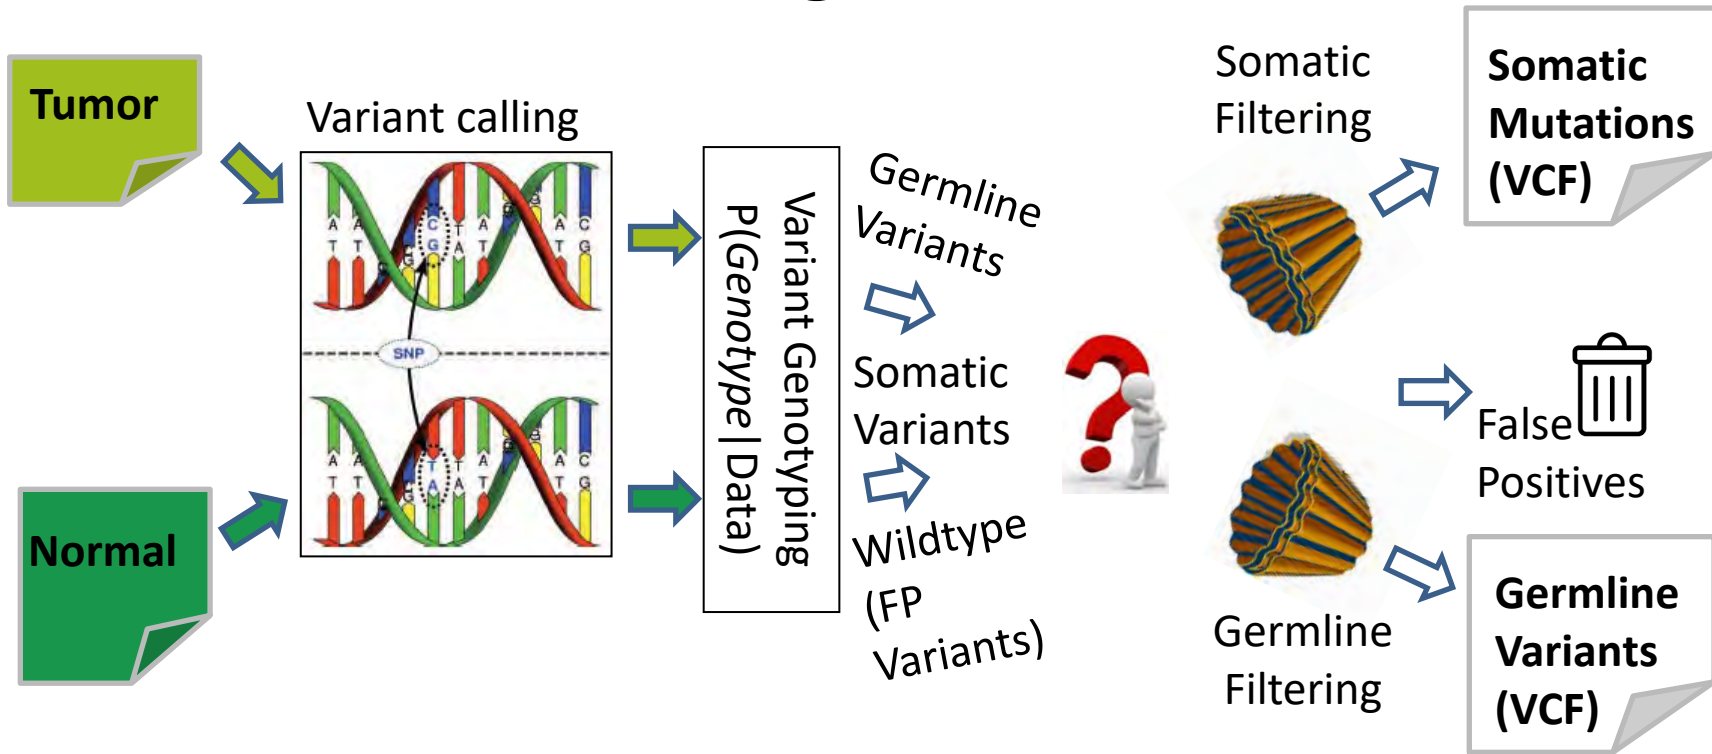 Tumor
Normal
Variant calling
A
A
C
G
T
A
A
A
C
T
T
G
A
T
T
G
SNP
A
A
T
T
A
A
C
T
T
A
A
T
T
G
Variant Genotyping
P(Genotype|Data)
Germline
Variants
Somatic
Variants
Wildtype
(FP
Variants)
Somatic
Filtering
Germline
Filtering
Somatic
Mutations
(VCF)
False
Positives
Germline
Variants
(VCF)